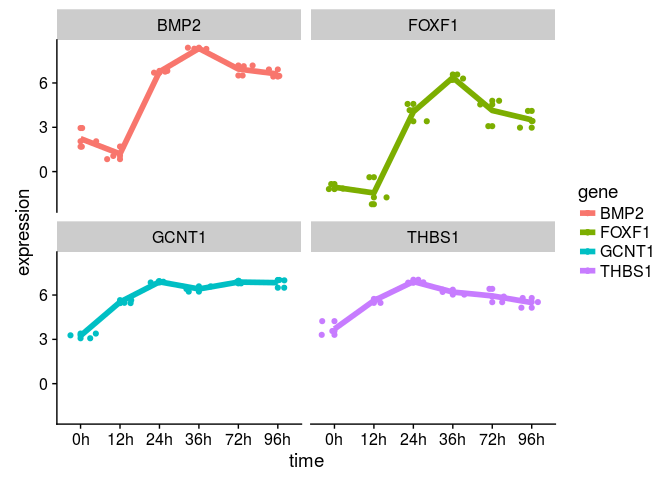 BMP2 FOXF1
6
3
0
GCNT1 THBS1
6
3
0
expression
0h 12h 24h 36h 72h 96h 0h 12h 24h 36h 72h 96h
time
gene
BMP2
FOXF1
GCNT1
THBS1